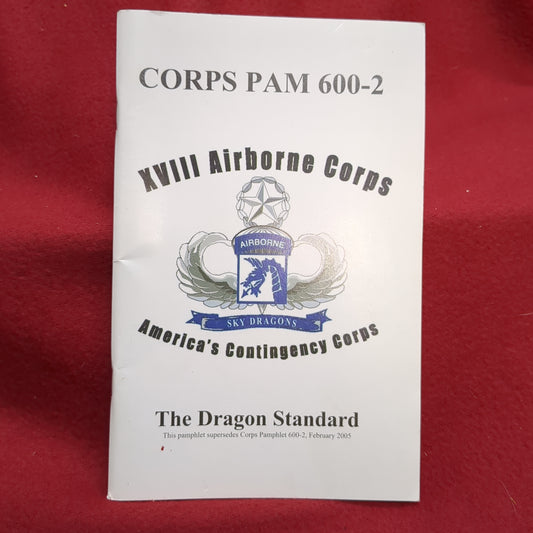 CORPS PAM 600-2
XVIII Airborne Corps
AIRBORNE
SKY DRAGONS
America's Contingency Corps
The Dragon Standard
This pamphlet supersedes Corps Pamphlet 600-2, February 2005